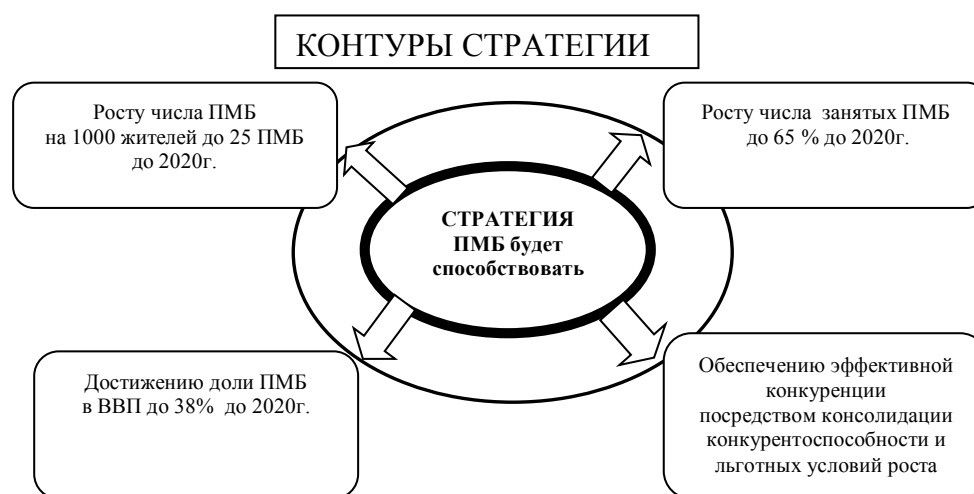 КОНТУРЫ СТРАТЕГИИ
Росту числа ПМБ
на 1000 жителей до 25 ПМБ
до 2020г.
Росту числа занятых ПМБ
до 65 % до 2020г.
СТРАТЕГИЯ
ПМБ будет
способствовать
Достижению доли ПМБ
в ВВП до 38% до 2020г.
Обеспечению эффективной
конкуренции
посредством консолидации
конкурентоспособности и
льготных условий роста